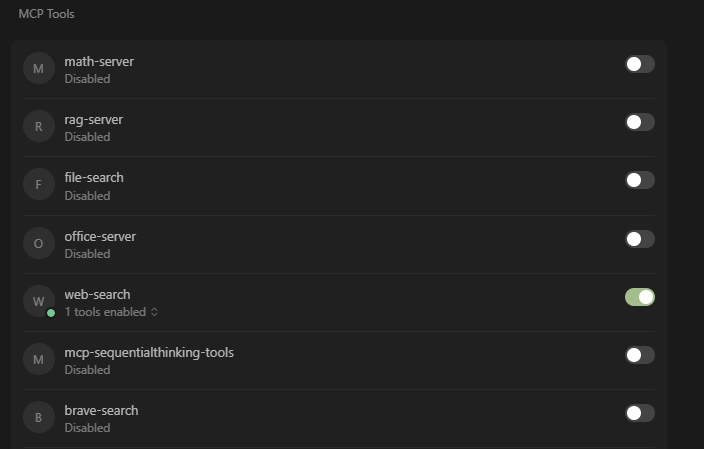 MCP Tools
M
math-server
Disabled
R
rag-server
Disabled
F
file-search
Disabled
O
office-server
Disabled
W
web-search
1 tools enabled
M
mcp-sequentialthinking-tools
Disabled
B
brave-search
Disabled